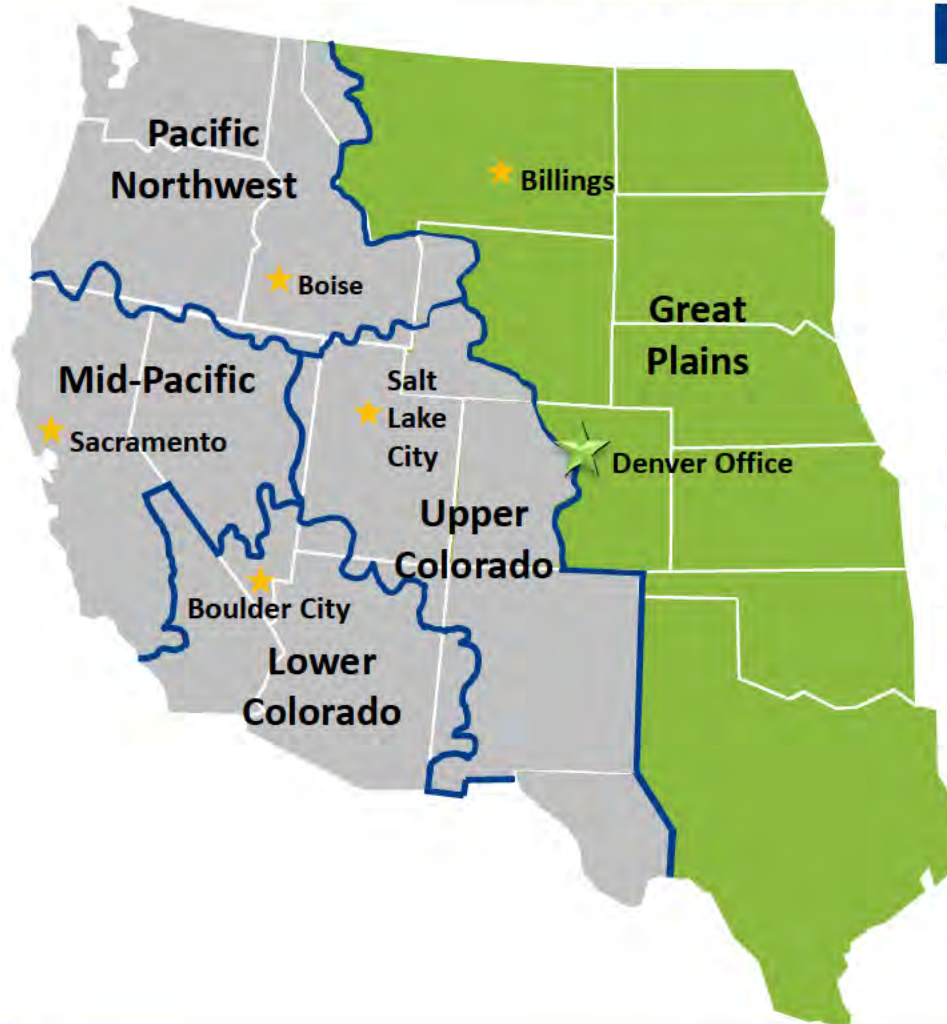 Pacific
Northwest
Billings
Boise
Great
Plains
Mid-Pacific
Salt
Lake
City
Sacramento
Denver Office
Upper
Colorado
Boulder City
Lower
Colorado